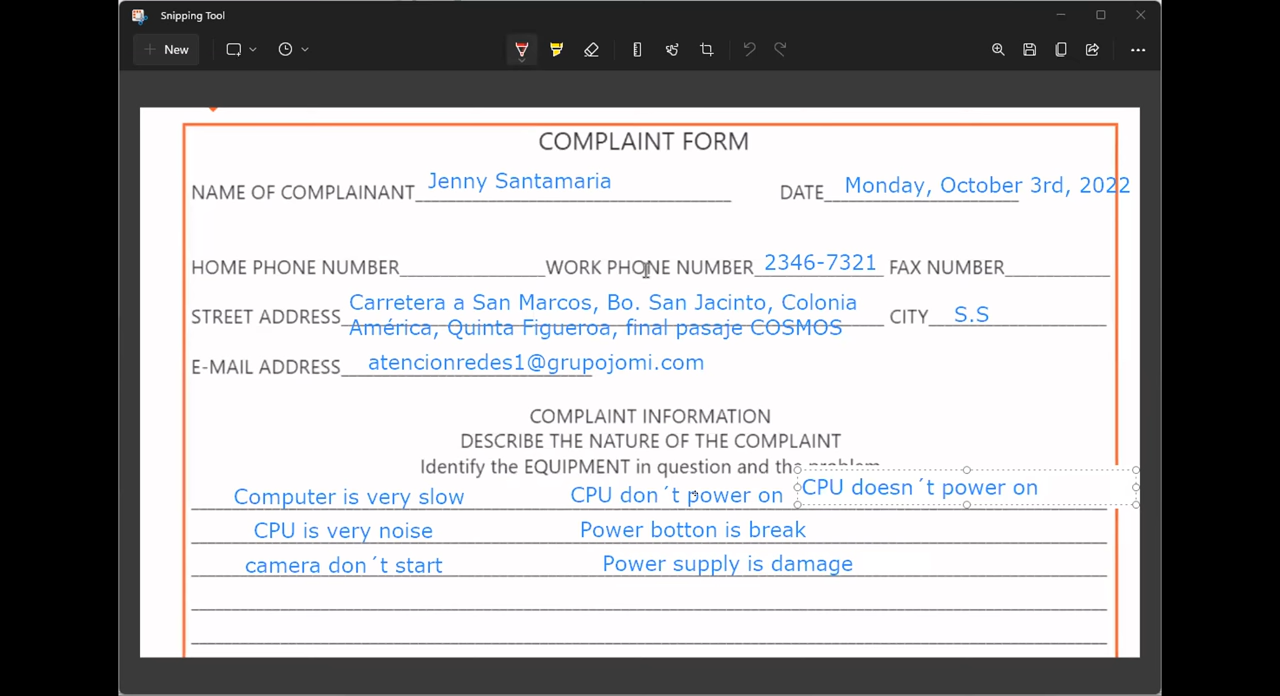 Snipping Tool
New
COMPLAINT FORM
NAME OF COMPLAINANT Jenny Santamaria DATE Monday, October 3rd, 2022
HOME PHONE NUMBER WORK PHONE NUMBER 2346-7321 FAX NUMBER
STREET ADDRESS Carretera a San Marcos, Bo. San Jacinto, Colonia
América, Quinta Figueroa, final pasaje COSMOS CITY S.S
E-MAIL ADDRESS atencionredes1@grupojomi.com
COMPLAINT INFORMATION
DESCRIBE THE NATURE OF THE COMPLAINT
Identify the EQUIPMENT in question and the problem
Computer is very slow CPU don´t power on CPU doesn´t power on
CPU is very noise Power botton is break
camera don´t start Power supply is damage